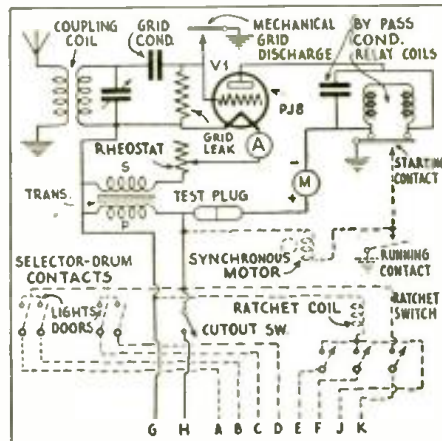 COUPLING
COIL
GRID
COND.
MECHANICAL
GRID
DISCHARGE
BY PASS
COND.
RELAY COILS
V1
PJ8
A
GRID
LEAK
RHEOSTAT
S
TRANS.
P
TEST PLUG
-
M
+
STARTING
CONTACT
SYNCHRONOUS
MOTOR
RUNNING
CONTACT
SELECTOR-DRUM
CONTACTS
LIGHTS
DOORS
RATCHET COIL
RATCHET
SWITCH
CUTOUT SW.
G H A B C D E F J K